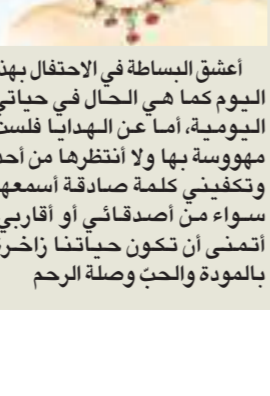 أعشق البساطة في الاحتفال بهذ
اليوم كما هي الحال في حياتي
اليومية، أما عن الهدايا فلست
مهووسة بها ولا أنتظرها من أحد
وتكفيني كلمة صادقة أسمعها
سواء من أصدقائي أو أقاربي
أتمنى أن تكون حياتنا زاخرة
بالمودة والحبّ وصلة الرحم